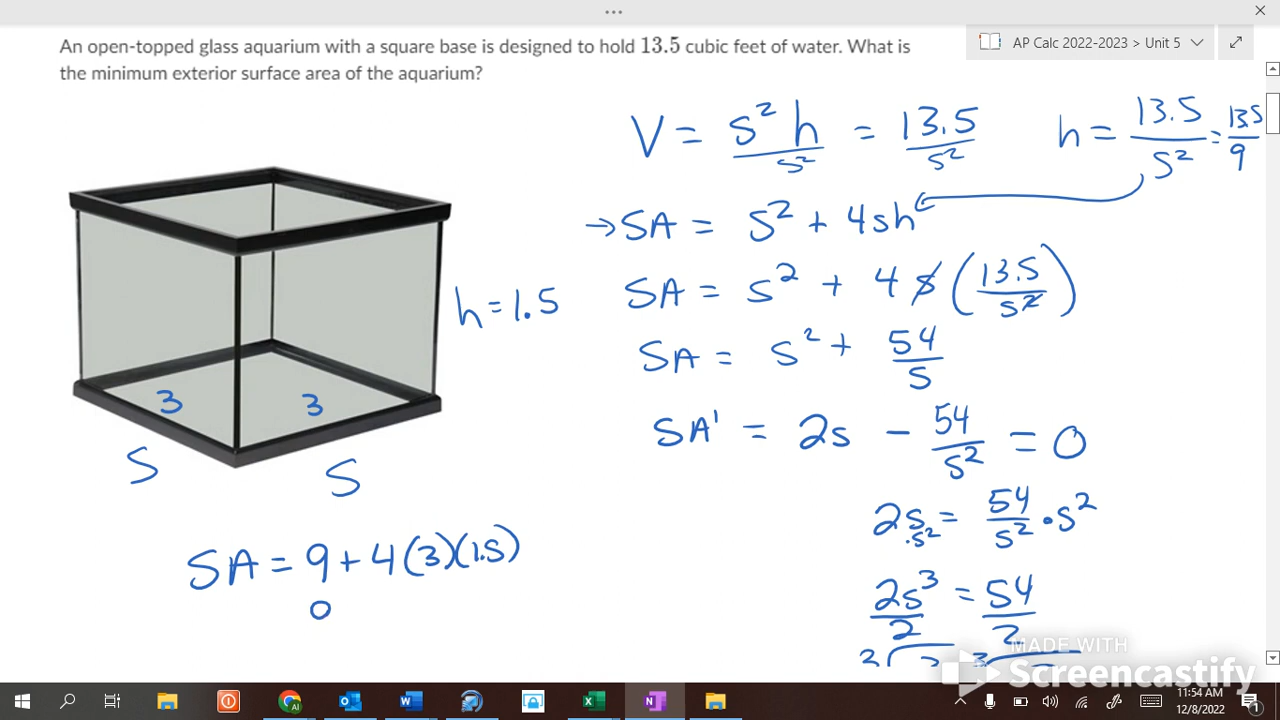 An open-topped glass aquarium with a square base is designed to hold 13.5 cubic feet of water. What is
the minimum exterior surface area of the aquarium?
AP Calc 2022-2023 > Unit 5
V = s²h/s² = 13.5/s²
h = 13.5/s² = 13.5/9
→ SA = s² + 4sh
SA = s² + 4s(13.5/s²)
h = 1.5
SA = s² + 54/s
3 3
SA' = 2s - 54/s² = 0
S S
2s·s² = 54/s² · s²
SA = 9 + 4(3)(1.5)
2s³/2 = 54/2
0
MADE WITH
Screencastify
11:54 AM
12/8/2022